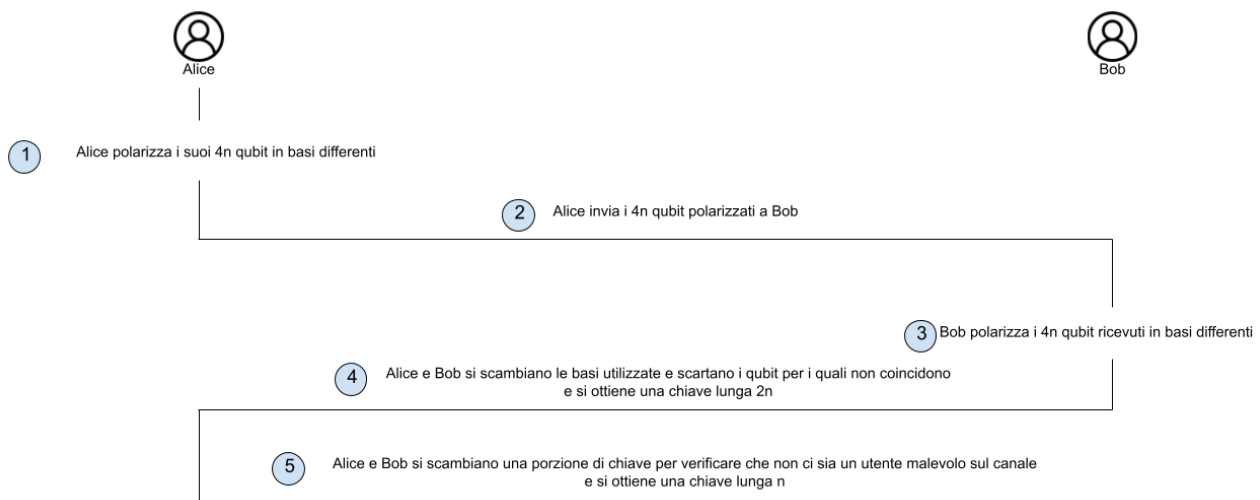 Alice
Bob
1
Alice polarizza i suoi 4n qubit in basi differenti
2
Alice invia i 4n qubit polarizzati a Bob
3
Bob polarizza i 4n qubit ricevuti in basi differenti
4
Alice e Bob si scambiano le basi utilizzate e scartano i qubit per i quali non coincidono
e si ottiene una chiave lunga 2n
5
Alice e Bob si scambiano una porzione di chiave per verificare che non ci sia un utente malevolo sul canale
e si ottiene una chiave lunga n